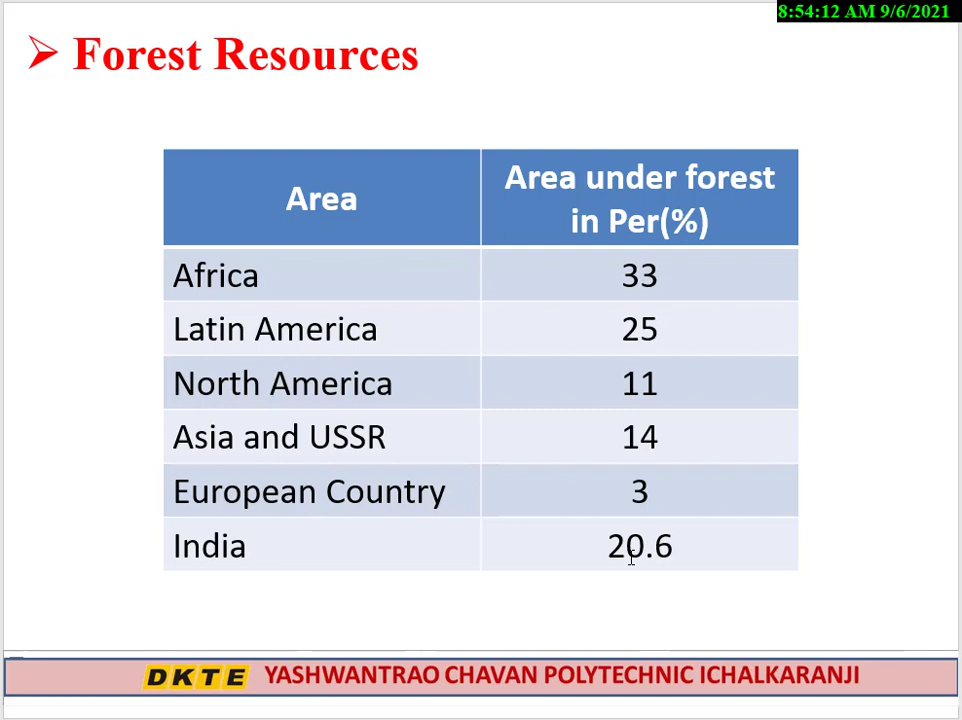 8:54:12 AM 9/6/2021
➢ Forest Resources
Area
Area under forest
in Per(%)
Africa 33
Latin America 25
North America 11
Asia and USSR 14
European Country 3
India 20.6
DKTE YASHWANTRAO CHAVAN POLYTECHNIC ICHALKARANJI